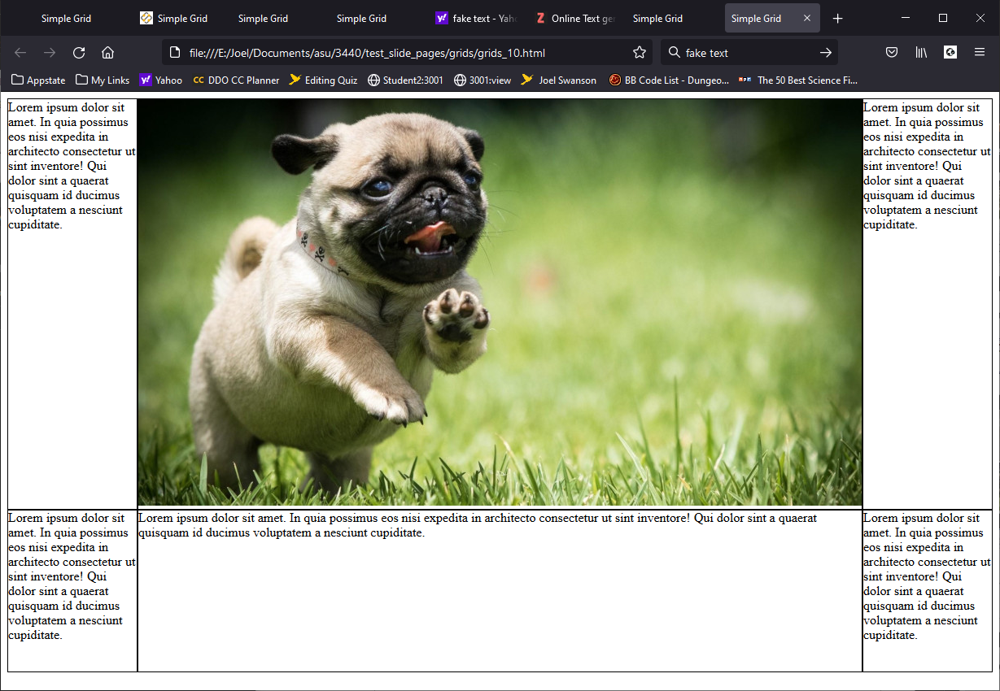 Simple Grid Simple Grid Simple Grid Simple Grid fake text - Yah Online Text ge Simple Grid Simple Grid
file:///E:/Joel/Documents/asu/3440/test_slide_pages/grids/grids_10.html fake text
Appstate My Links Yahoo CC DDO CC Planner Editing Quiz Student2:3001 3001:view Joel Swanson BB Code List - Dungeo... The 50 Best Science Fi...
Lorem ipsum dolor sit
amet. In quia possimus
eos nisi expedita in
architecto consectetur ut
sint inventore! Qui
dolor sint a quaerat
quisquam id ducimus
voluptatem a nesciunt
cupiditate.
Lorem ipsum dolor sit
amet. In quia possimus
eos nisi expedita in
architecto consectetur ut
sint inventore! Qui
dolor sint a quaerat
quisquam id ducimus
voluptatem a nesciunt
cupiditate.
Lorem ipsum dolor sit
amet. In quia possimus
eos nisi expedita in
architecto consectetur ut
sint inventore! Qui
dolor sint a quaerat
quisquam id ducimus
voluptatem a nesciunt
cupiditate.
Lorem ipsum dolor sit amet. In quia possimus eos nisi expedita in architecto consectetur ut sint inventore! Qui dolor sint a quaerat
quisquam id ducimus voluptatem a nesciunt cupiditate.
Lorem ipsum dolor sit
amet. In quia possimus
eos nisi expedita in
architecto consectetur ut
sint inventore! Qui
dolor sint a quaerat
quisquam id ducimus
voluptatem a nesciunt
cupiditate.